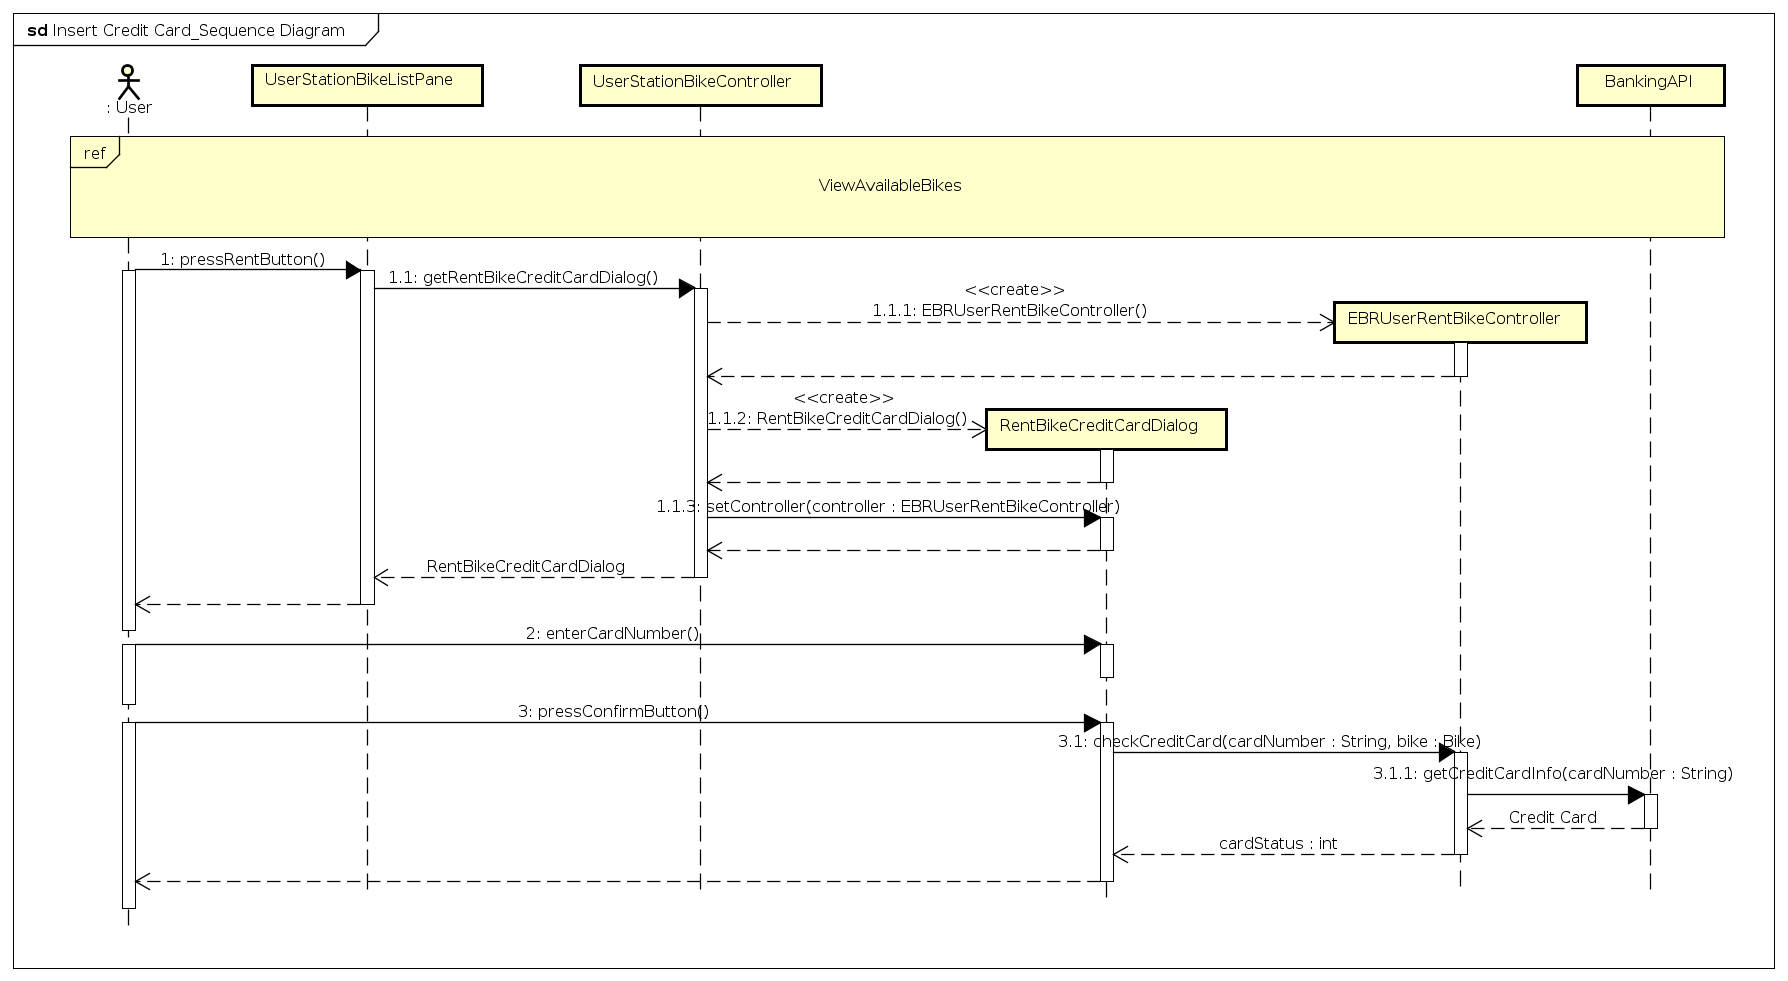 sd Insert Credit Card_Sequence Diagram
: User
UserStationBikeListPane
UserStationBikeController
BankingAPI
ref
ViewAvailableBikes
1: pressRentButton()
1.1: getRentBikeCreditCardDialog()
<<create>>
1.1.1: EBRUserRentBikeController()
EBRUserRentBikeController
<<create>>
1.1.2: RentBikeCreditCardDialog()
RentBikeCreditCardDialog
1.1.3: setController(controller : EBRUserRentBikeController)
RentBikeCreditCardDialog
2: enterCardNumber()
3: pressConfirmButton()
3.1: checkCreditCard(cardNumber : String, bike : Bike)
3.1.1: getCreditCardInfo(cardNumber : String)
Credit Card
cardStatus : int